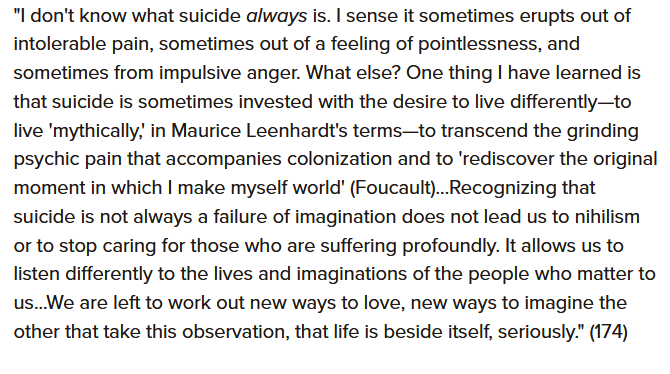 "I don't know what suicide always is. I sense it sometimes erupts out of
intolerable pain, sometimes out of a feeling of pointlessness, and
sometimes from impulsive anger. What else? One thing I have learned is
that suicide is sometimes invested with the desire to live differently—to
live 'mythically,' in Maurice Leenhardt's terms—to transcend the grinding
psychic pain that accompanies colonization and to 'rediscover the original
moment in which I make myself world' (Foucault)...Recognizing that
suicide is not always a failure of imagination does not lead us to nihilism
or to stop caring for those who are suffering profoundly. It allows us to
listen differently to the lives and imaginations of the people who matter to
us...We are left to work out new ways to love, new ways to imagine the
other that take this observation, that life is beside itself, seriously." (174)